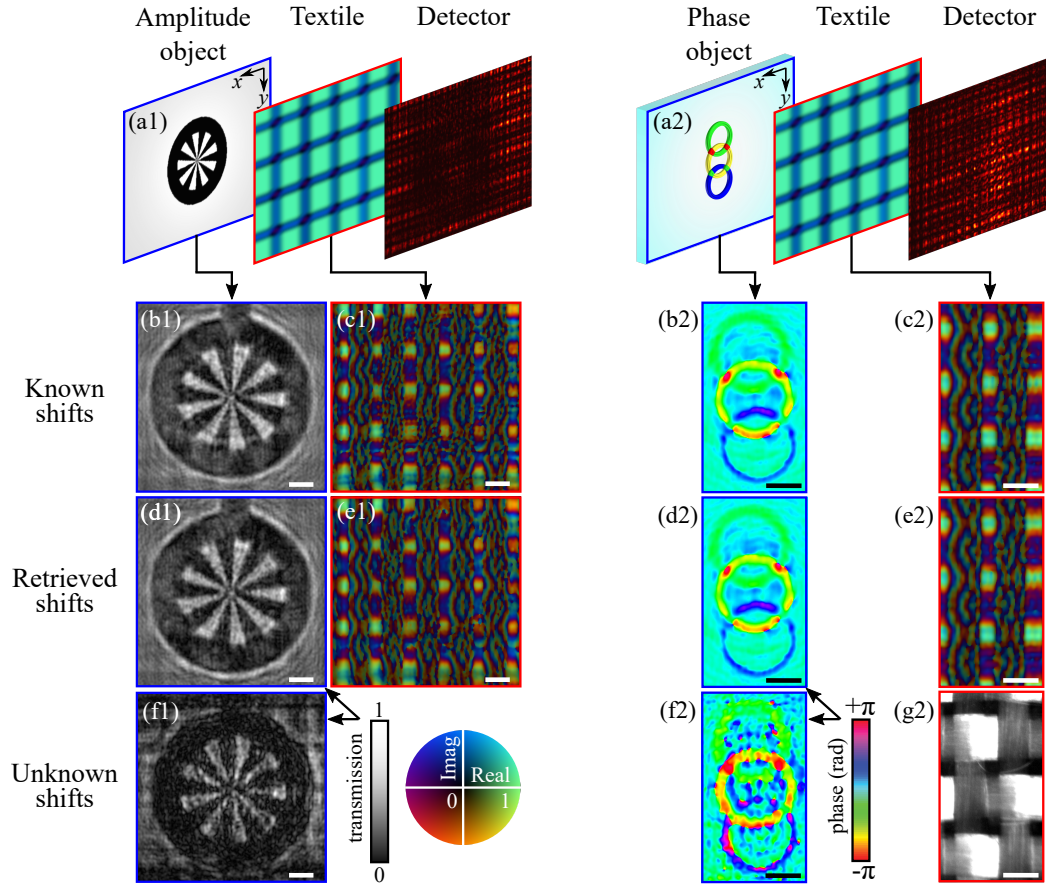 Amplitude
object
Textile
Detector
Phase
object
Textile
Detector
(a1)
x
y
(a2)
x
y
Known
shifts
(b1)
(c1)
(b2)
(c2)
Retrieved
shifts
(d1)
(e1)
(d2)
(e2)
Unknown
shifts
(f1)
1
transmission
0
Imag
Real
0
1
(f2)
+π
phase (rad)
-π
(g2)